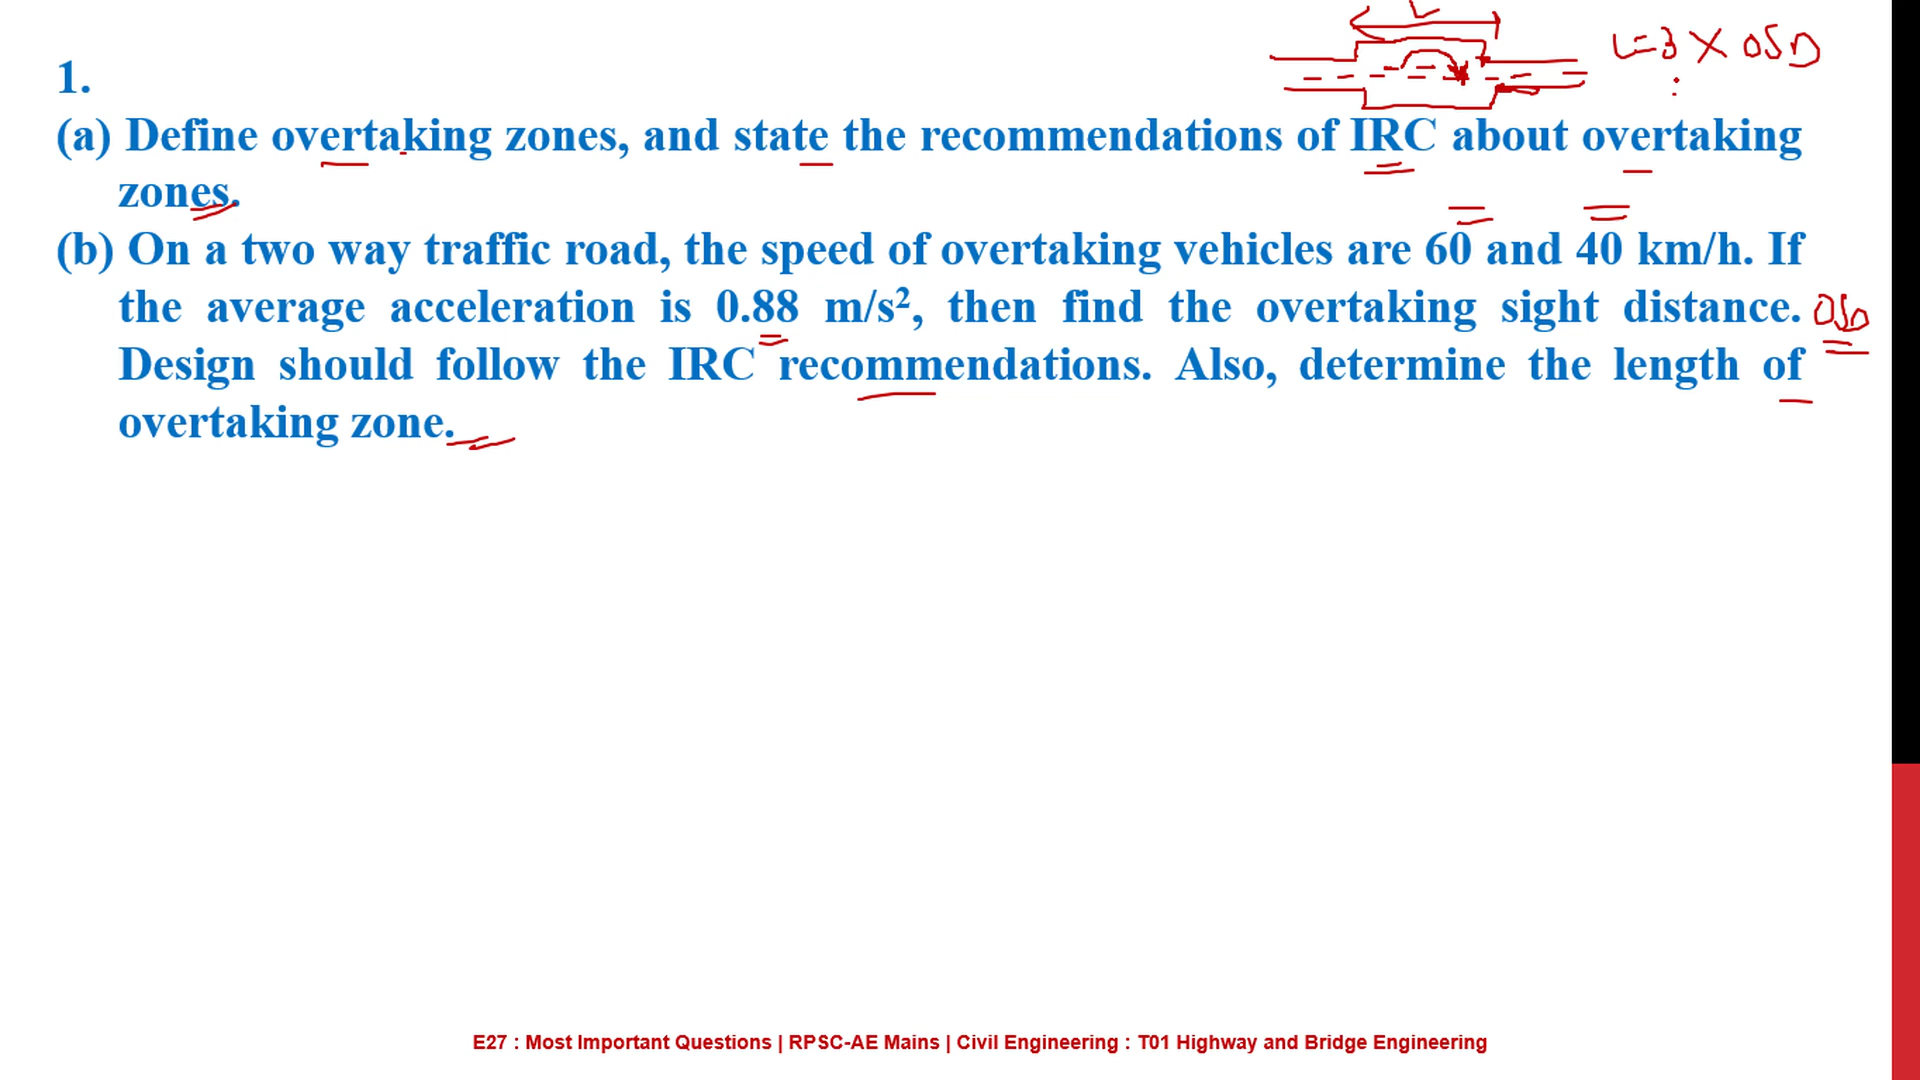 L
L=3 X OSD
1.
(a) Define overtaking zones, and state the recommendations of IRC about overtaking
zones.
(b) On a two way traffic road, the speed of overtaking vehicles are 60 and 40 km/h. If
the average acceleration is 0.88 m/s², then find the overtaking sight distance. OSD
Design should follow the IRC recommendations. Also, determine the length of
overtaking zone.
E27 : Most Important Questions | RPSC-AE Mains | Civil Engineering : T01 Highway and Bridge Engineering